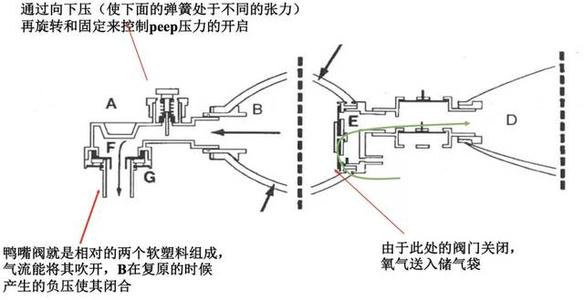 通过向下压（使下面的弹簧处于不同的张力）
再旋转和固定来控制peep压力的开启
A
B
E
D
F
G
鸭嘴阀就是相对的两个软塑料组成，
气流能将其吹开，B在复原的时候
产生的负压使其闭合
由于此处的阀门关闭，
氧气送入储气袋